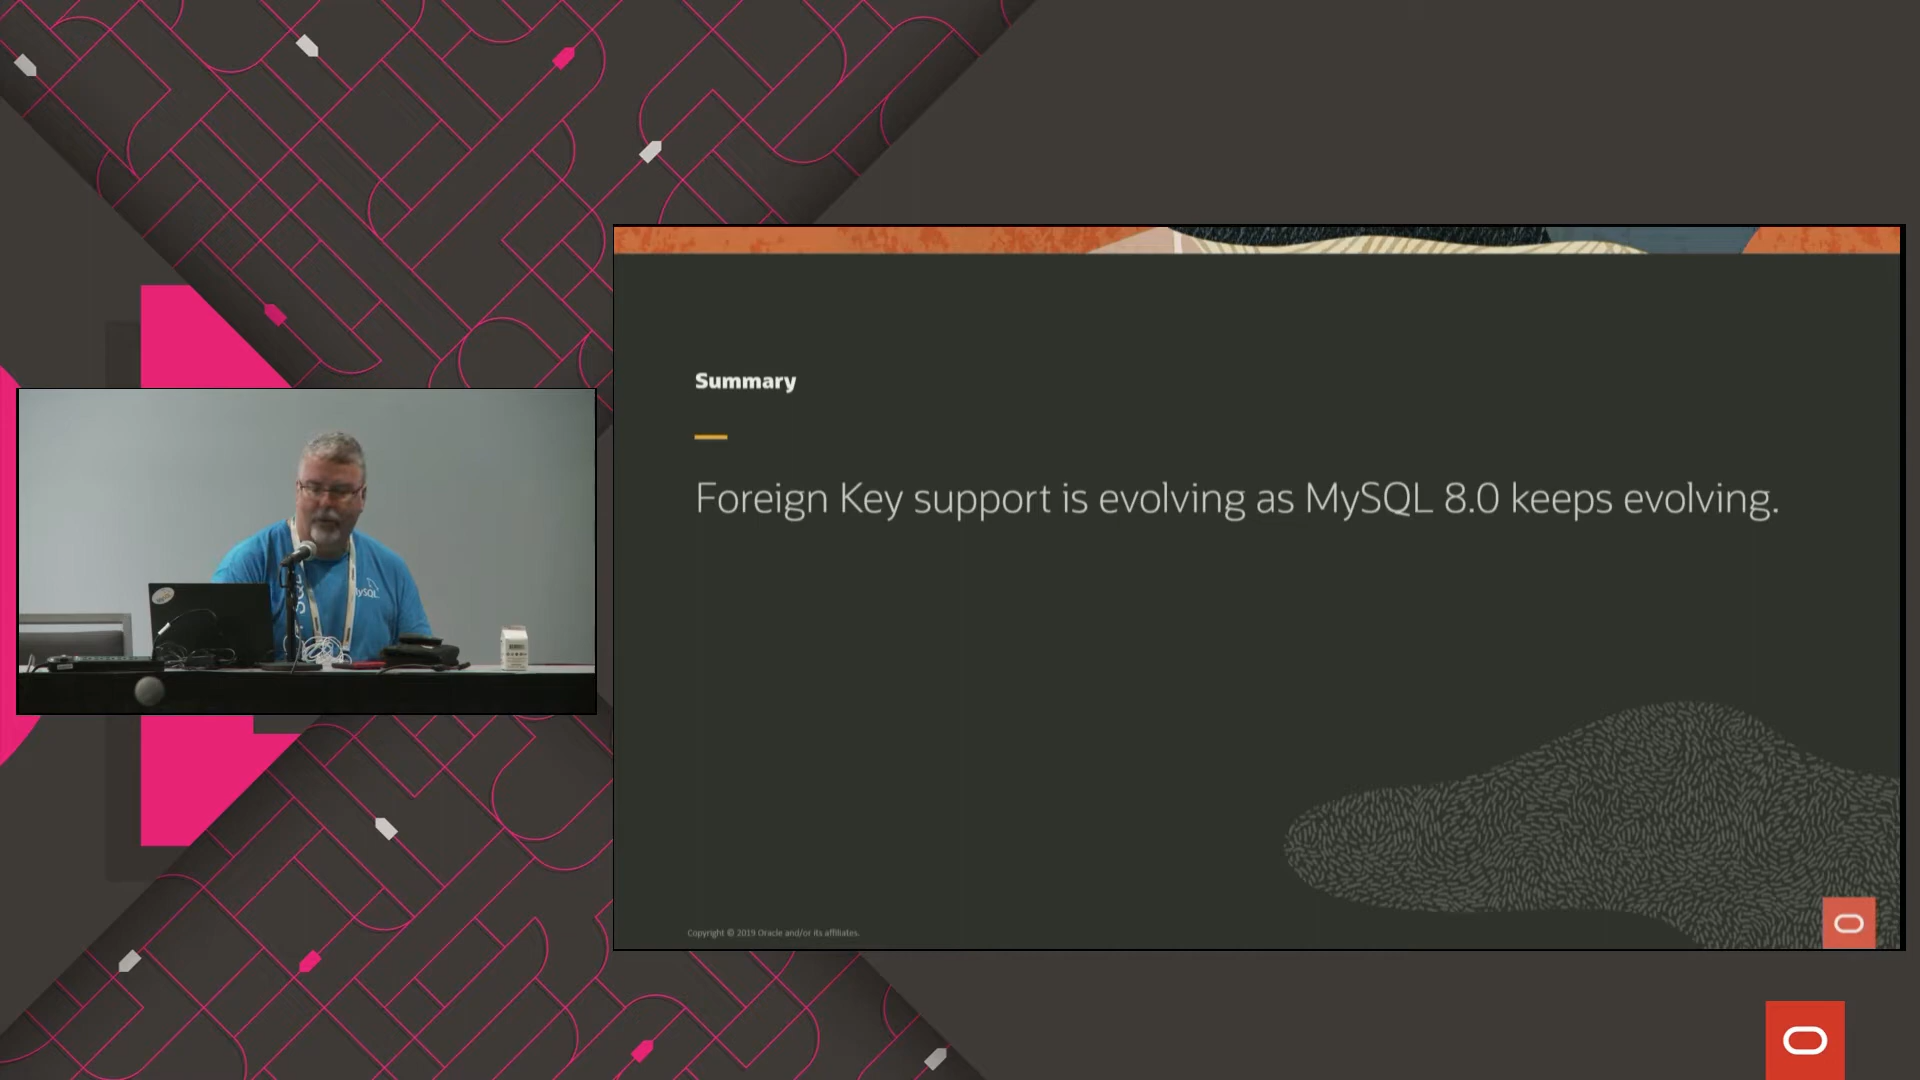 Summary
Foreign Key support is evolving as MySQL 8.0 keeps evolving.
MySQL
Copyright © 2019 Oracle and/or its affiliates.